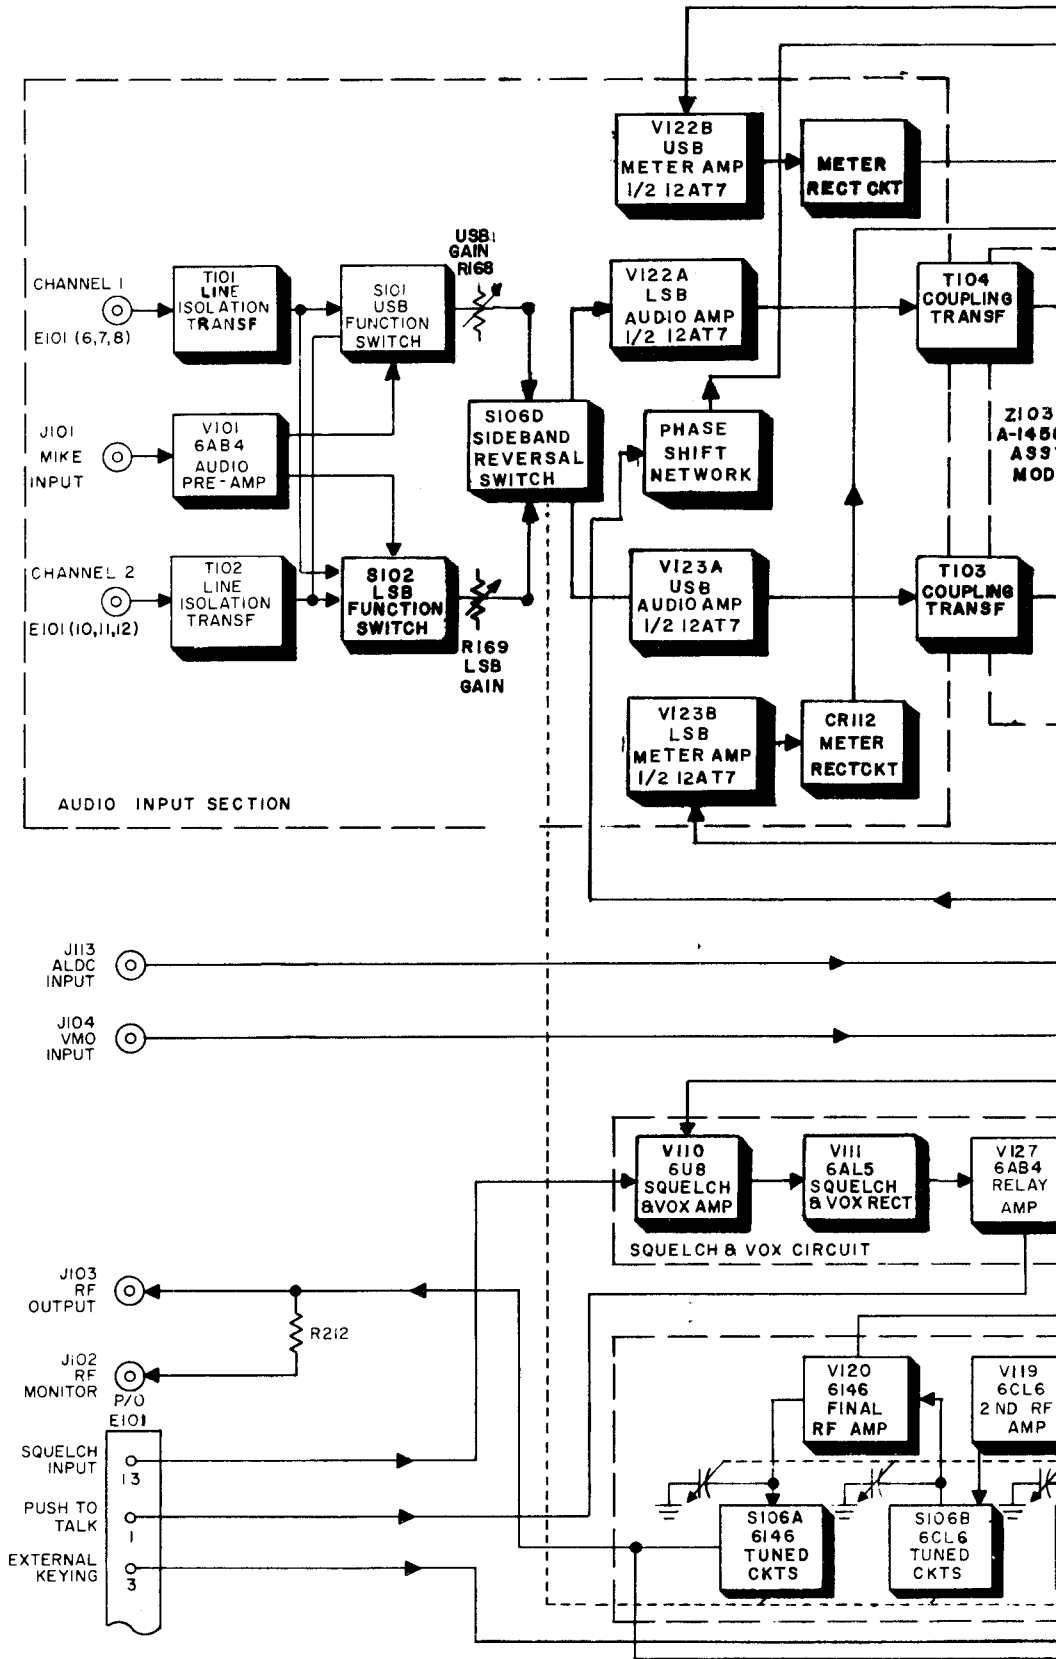 V122B
USB
METER AMP
1/2 12AT7
METER
RECT CKT
USB
GAIN
R168
CHANNEL 1
E101 (6,7,8)
T101
LINE
ISOLATION
TRANSF
S101
USB
FUNCTION
SWITCH
V122A
LSB
AUDIO AMP
1/2 12AT7
T104
COUPLING
TRANSF
J101
MIKE
INPUT
V101
6AB4
AUDIO
PRE-AMP
S106D
SIDEBAND
REVERSAL
SWITCH
PHASE
SHIFT
NETWORK
Z103
A-1456
ASS
MOD
CHANNEL 2
E101 (10,11,12)
T102
LINE
ISOLATION
TRANSF
S102
LSB
FUNCTION
SWITCH
R169
LSB
GAIN
V123A
USB
AUDIO AMP
1/2 12AT7
T103
COUPLING
TRANSF
V123B
LSB
METER AMP
1/2 12AT7
CR112
METER
RECTCKT
AUDIO INPUT SECTION
J113
ALDC
INPUT
J104
VMO
INPUT
V110
6U8
SQUELCH
&VOX AMP
V111
6AL5
SQUELCH
& VOX RECT
V127
6AB4
RELAY
AMP
SQUELCH & VOX CIRCUIT
J103
RF
OUTPUT
R212
J102
RF
MONITOR
P/O
E101
V120
6146
FINAL
RF AMP
V119
6CL6
2ND RF
AMP
SQUELCH
INPUT
13
PUSH TO
TALK
1
EXTERNAL
KEYING
3
S106A
6146
TUNED
CKTS
S106B
6CL6
TUNED
CKTS